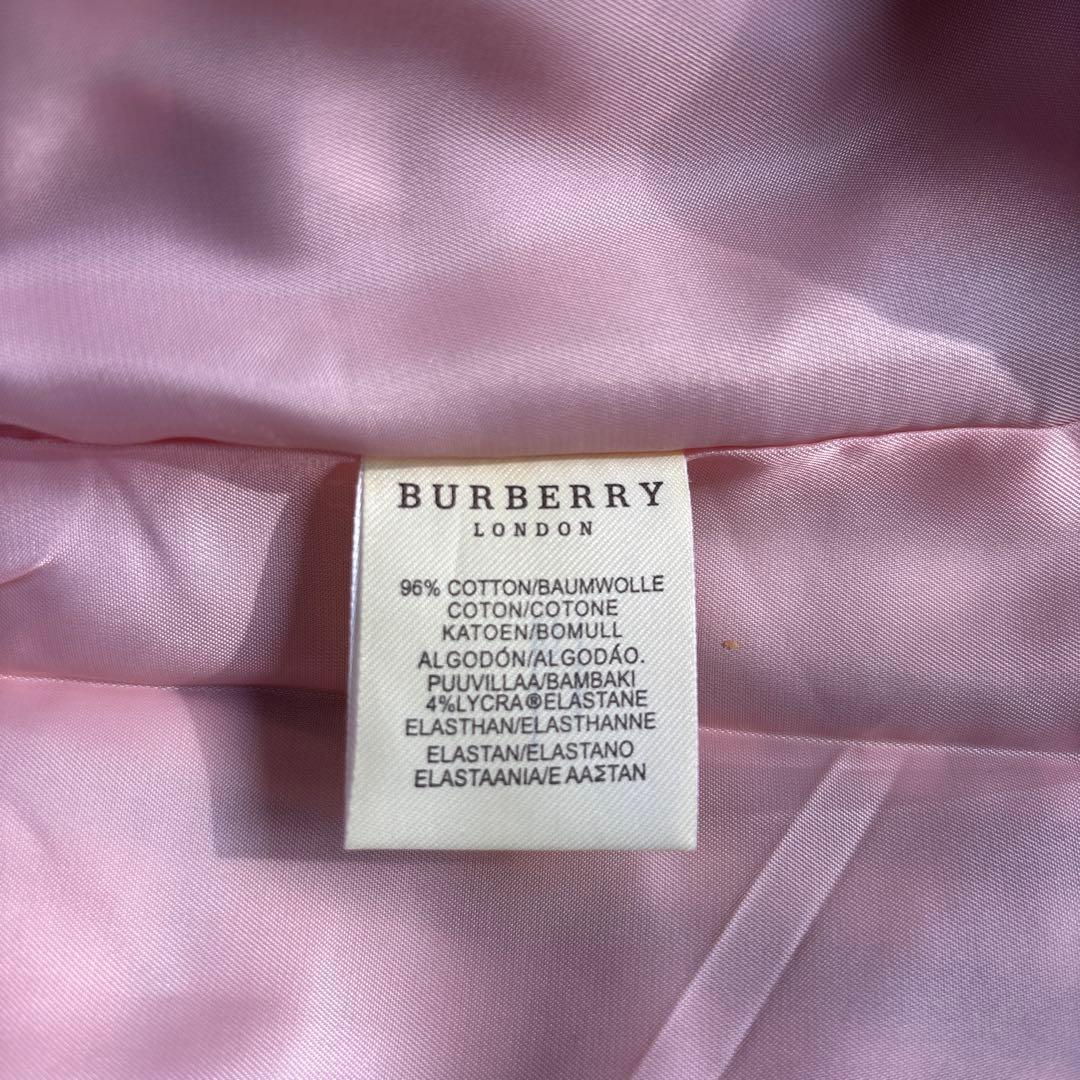 BURBERRY
LONDON
96% COTTON/BAUMWOLLE
COTON/COTONE
KATOEN/BOMULL
ALGODÓN/ALGODÁO.
PUUVILLAA/BAMBAKI
4%LYCRA®ELASTANE
ELASTHAN/ELASTHANNE
ELASTAN/ELASTANO
ELASTAANIA/E ΑΑΣΤΑΝ